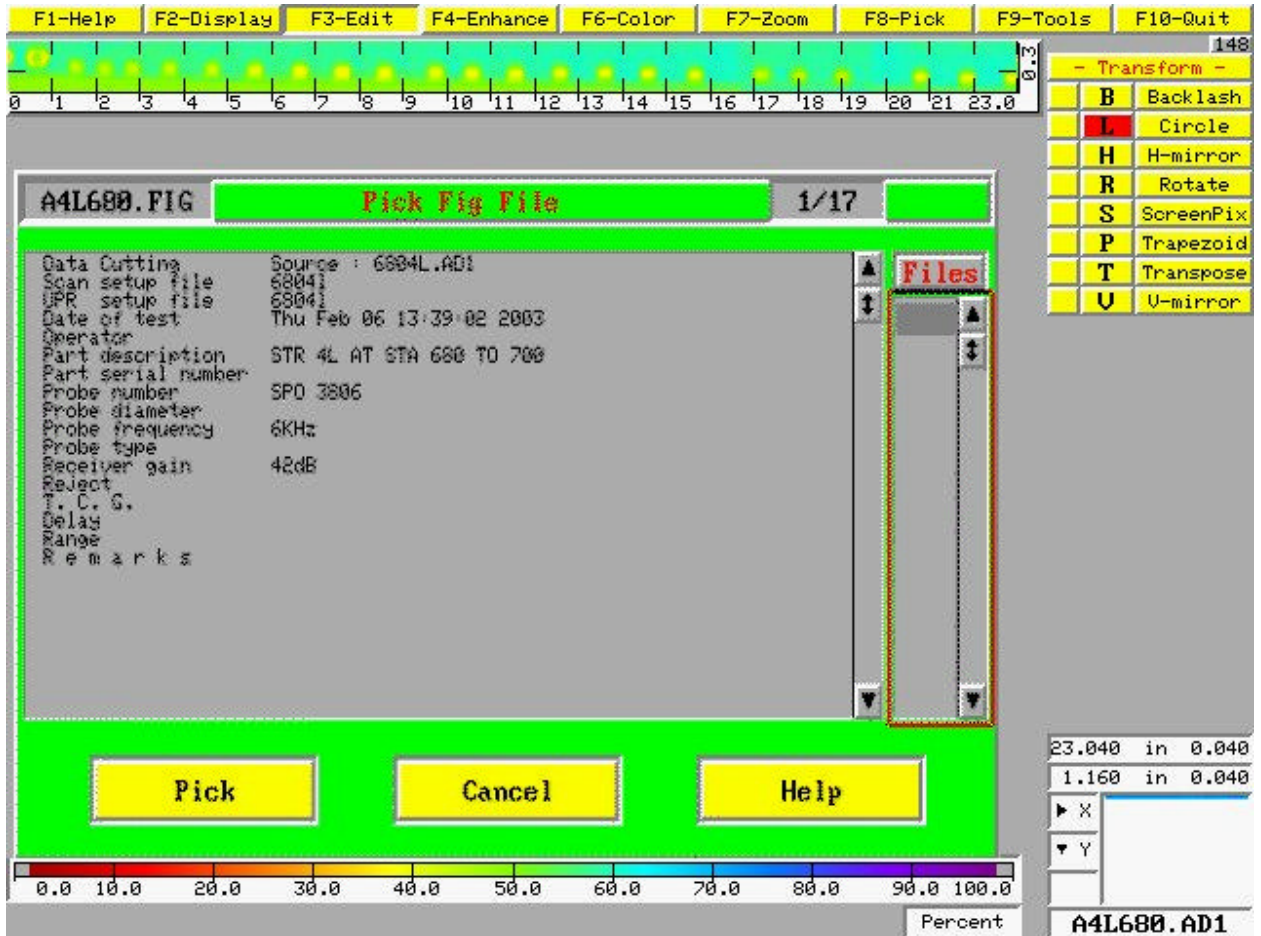 F1-Help F2-Display F3-Edit F4-Enhance F6-Color F7-Zoom F8-Pick F9-Tools F10-Quit
148
0.3
0 1 2 3 4 5 6 7 8 9 10 11 12 13 14 15 16 17 18 19 20 21 23.0
- Transform -
B Backlash
L Circle
H H-mirror
R Rotate
S ScreenPix
P Trapezoid
T Transpose
V V-mirror
A4L680.FIG Pick Fig File 1/17
Files
Data Cutting Source : 6804L.AD1
Scan setup file 6804l
UPR setup file 6804l
Date of test Thu Feb 06 13:39:02 2003
Operator
Part description STR 4L AT STA 680 TO 700
Part serial number
Probe number SPO 3806
Probe diameter
Probe frequency 6KHz
Probe type
Receiver gain 42dB
Reject
T. C. G.
Delay
Range
R e m a r k s
Pick Cancel Help
23.040 in 0.040
1.160 in 0.040
X
Y
0.0 10.0 20.0 30.0 40.0 50.0 60.0 70.0 80.0 90.0 100.0
Percent
A4L680.AD1